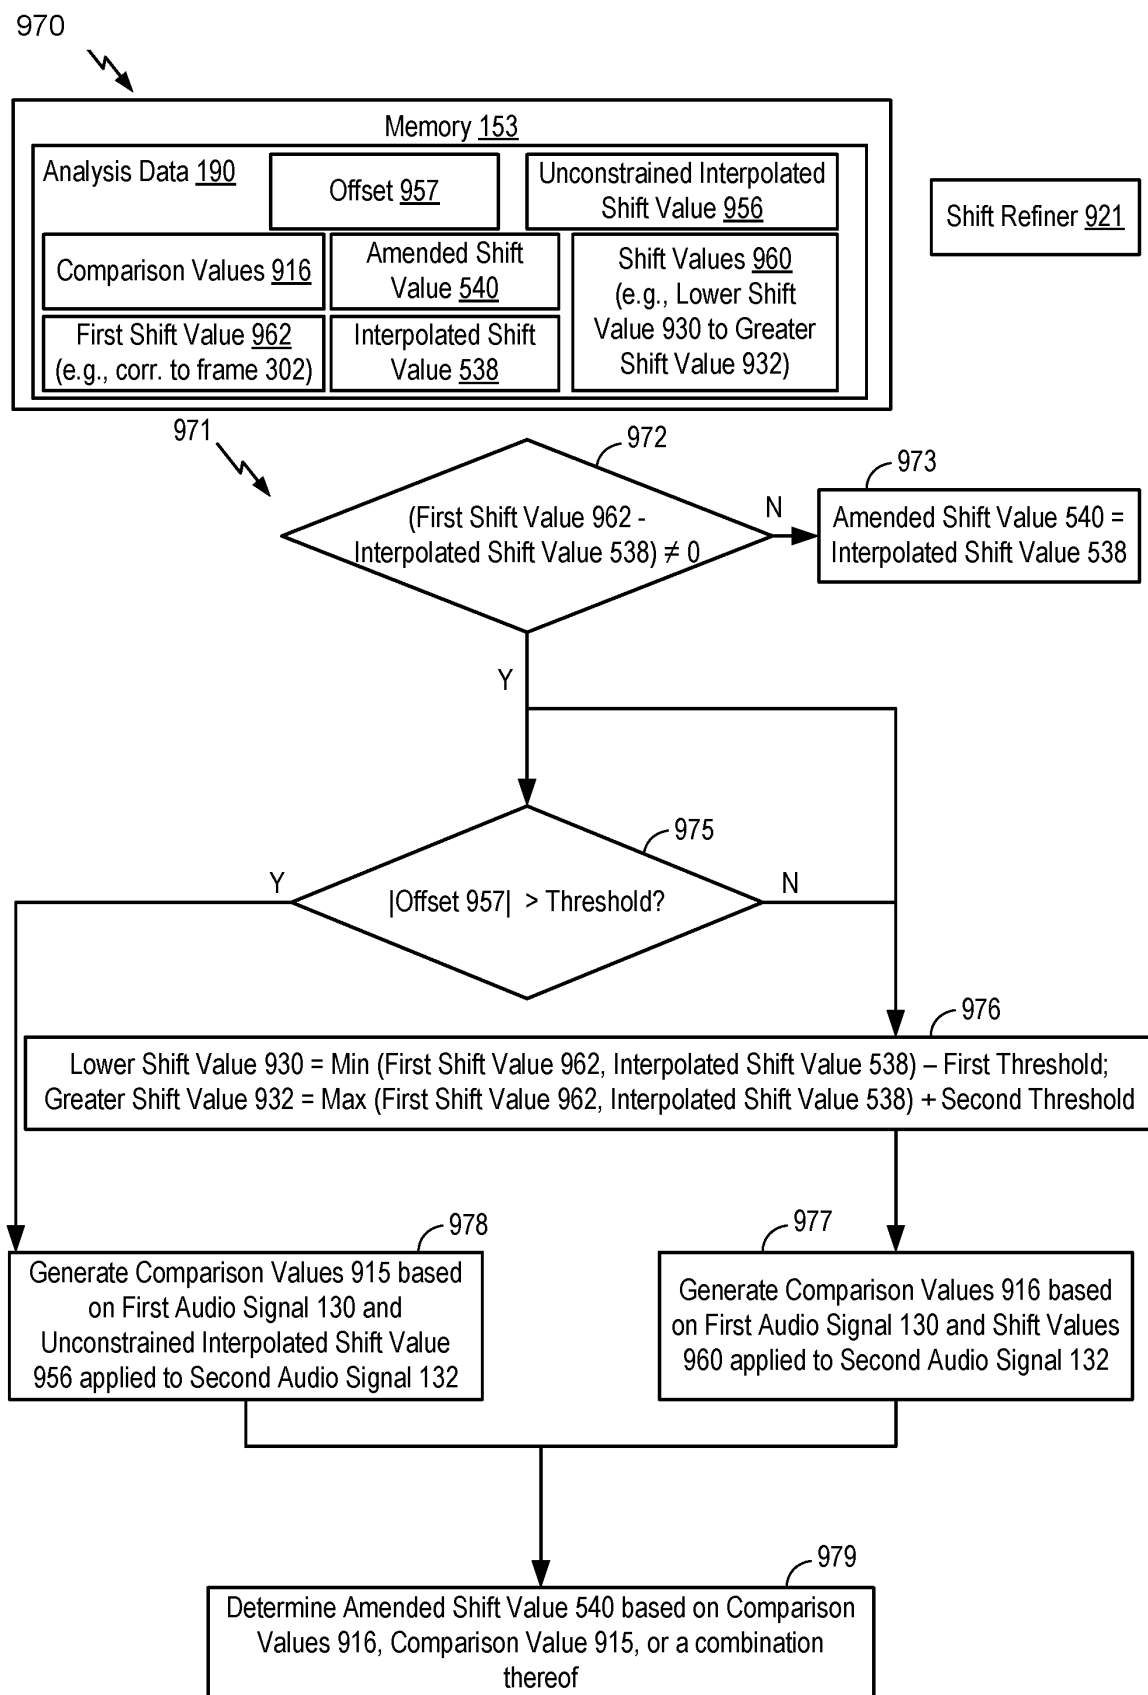 970
Memory 153
Analysis Data 190
Offset 957
Unconstrained Interpolated
Shift Value 956
Shift Refiner 921
Comparison Values 916
Amended Shift
Value 540
Shift Values 960
(e.g., Lower Shift
Value 930 to Greater
Shift Value 932)
First Shift Value 962
(e.g., corr. to frame 302)
Interpolated Shift
Value 538
971
972
973
(First Shift Value 962 -
Interpolated Shift Value 538) ≠ 0
N
Amended Shift Value 540 =
Interpolated Shift Value 538
Y
975
Y
|Offset 957| > Threshold?
N
976
Lower Shift Value 930 = Min (First Shift Value 962, Interpolated Shift Value 538) – First Threshold;
Greater Shift Value 932 = Max (First Shift Value 962, Interpolated Shift Value 538) + Second Threshold
978
977
Generate Comparison Values 915 based
on First Audio Signal 130 and
Unconstrained Interpolated Shift Value
956 applied to Second Audio Signal 132
Generate Comparison Values 916 based
on First Audio Signal 130 and Shift Values
960 applied to Second Audio Signal 132
979
Determine Amended Shift Value 540 based on Comparison
Values 916, Comparison Value 915, or a combination
thereof